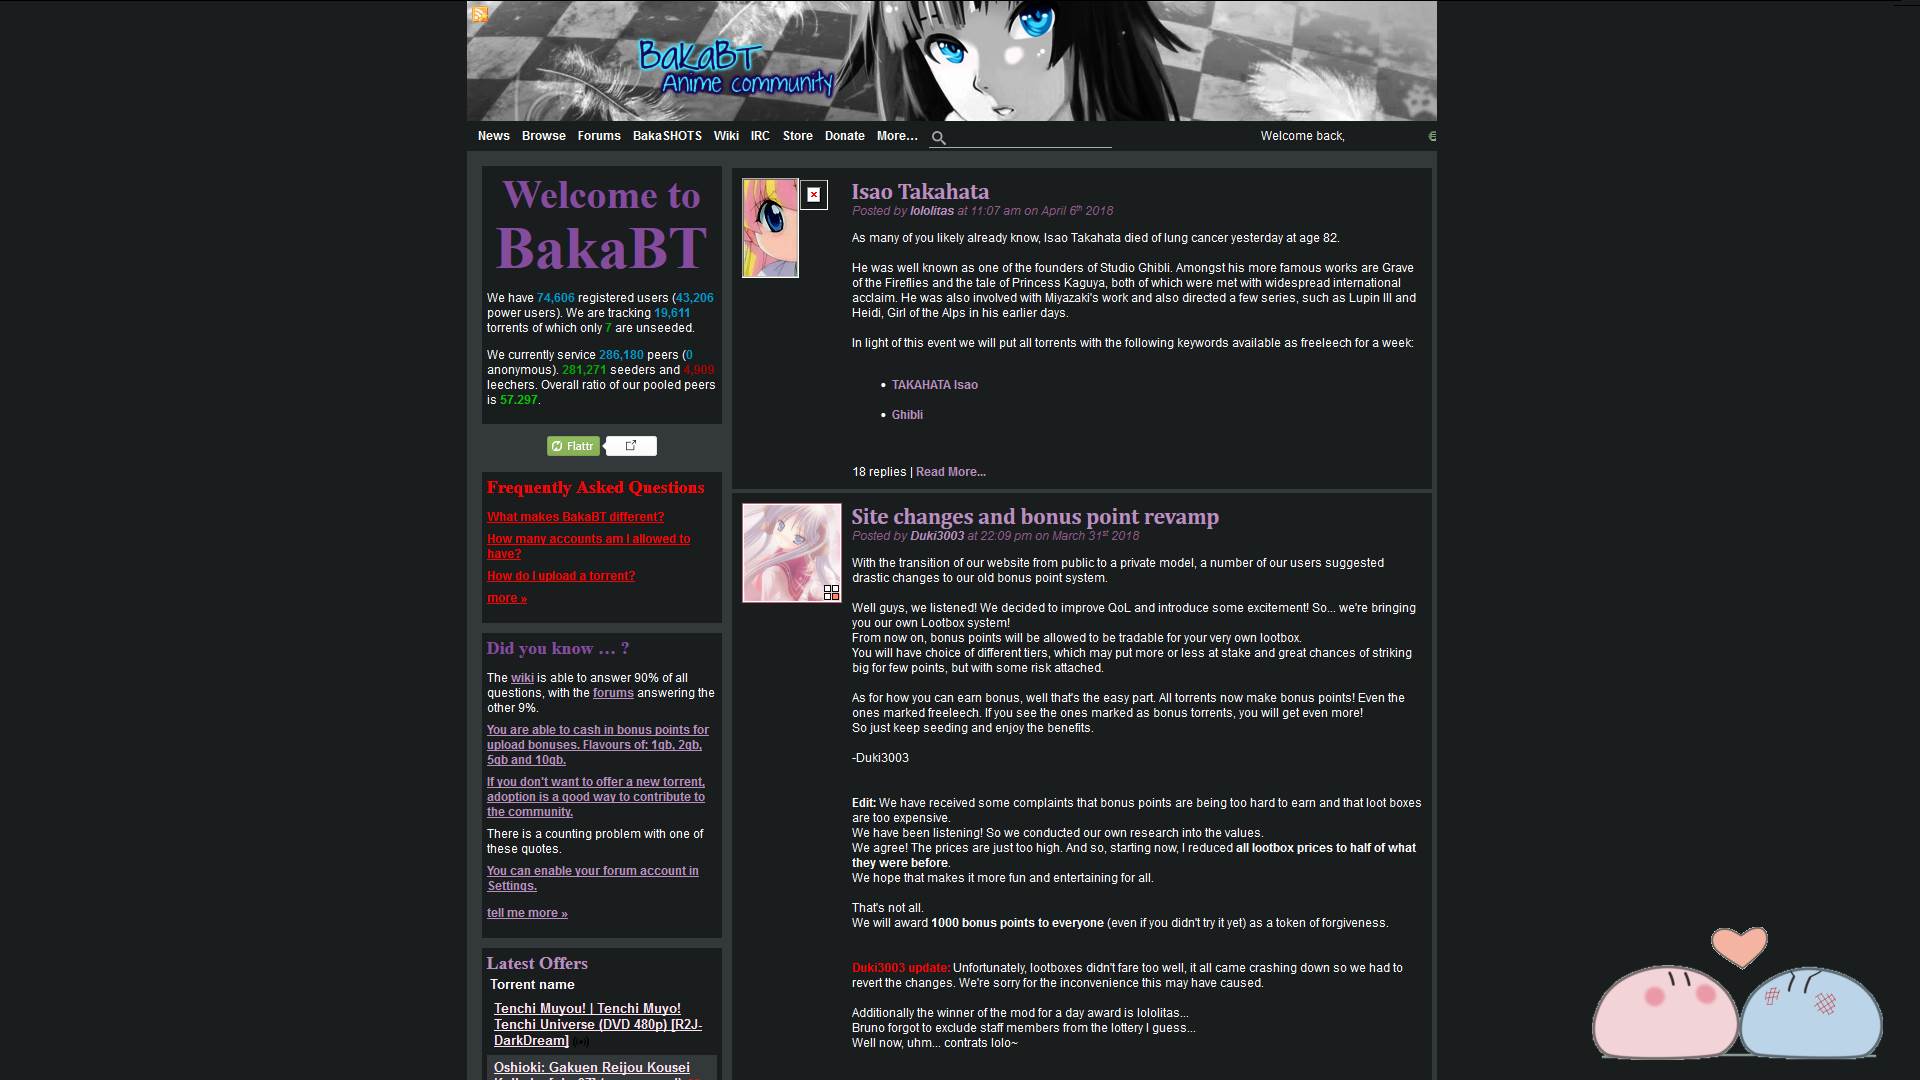 BakaBT
Anime community
News Browse Forums BakaSHOTS Wiki IRC Store Donate More...
Welcome back,
Welcome to
BakaBT
We have 74,606 registered users (43,206
power users). We are tracking 19,611
torrents of which only 7 are unseeded.
We currently service 286,180 peers (0
anonymous). 281,271 seeders and 4,909
leechers. Overall ratio of our pooled peers
is 57.297.
Flattr
Frequently Asked Questions
What makes BakaBT different?
How many accounts am I allowed to
have?
How do I upload a torrent?
more »
Did you know … ?
The wiki is able to answer 90% of all
questions, with the forums answering the
other 9%.
You are able to cash in bonus points for
upload bonuses. Flavours of: 1gb, 2gb,
5gb and 10gb.
If you don't want to offer a new torrent,
adoption is a good way to contribute to
the community.
There is a counting problem with one of
these quotes.
You can enable your forum account in
Settings.
tell me more »
Latest Offers
Torrent name
Tenchi Muyou! | Tenchi Muyo!
Tenchi Universe (DVD 480p) [R2J-
DarkDream]
Oshioki: Gakuen Reijou Kousei
Isao Takahata
Posted by lololitas at 11:07 am on April 6th 2018
As many of you likely already know, Isao Takahata died of lung cancer yesterday at age 82.
He was well known as one of the founders of Studio Ghibli. Amongst his more famous works are Grave
of the Fireflies and the tale of Princess Kaguya, both of which were met with widespread international
acclaim. He was also involved with Miyazaki's work and also directed a few series, such as Lupin III and
Heidi, Girl of the Alps in his earlier days.
In light of this event we will put all torrents with the following keywords available as freeleech for a week:
• TAKAHATA Isao
• Ghibli
18 replies | Read More...
Site changes and bonus point revamp
Posted by Duki3003 at 22:09 pm on March 31st 2018
With the transition of our website from public to a private model, a number of our users suggested
drastic changes to our old bonus point system.
Well guys, we listened! We decided to improve QoL and introduce some excitement! So... we're bringing
you our own Lootbox system!
From now on, bonus points will be allowed to be tradable for your very own lootbox.
You will have choice of different tiers, which may put more or less at stake and great chances of striking
big for few points, but with some risk attached.
As for how you can earn bonus, well that's the easy part. All torrents now make bonus points! Even the
ones marked freeleech. If you see the ones marked as bonus torrents, you will get even more!
So just keep seeding and enjoy the benefits.
-Duki3003
Edit: We have received some complaints that bonus points are being too hard to earn and that loot boxes
are too expensive.
We have been listening! So we conducted our own research into the values.
We agree! The prices are just too high. And so, starting now, I reduced all lootbox prices to half of what
they were before.
We hope that makes it more fun and entertaining for all.
That's not all.
We will award 1000 bonus points to everyone (even if you didn't try it yet) as a token of forgiveness.
Duki3003 update: Unfortunately, lootboxes didn't fare too well, it all came crashing down so we had to
revert the changes. We're sorry for the inconvenience this may have caused.
Additionally the winner of the mod for a day award is lololitas...
Bruno forgot to exclude staff members from the lottery I guess...
Well now, uhm... contrats lolo~